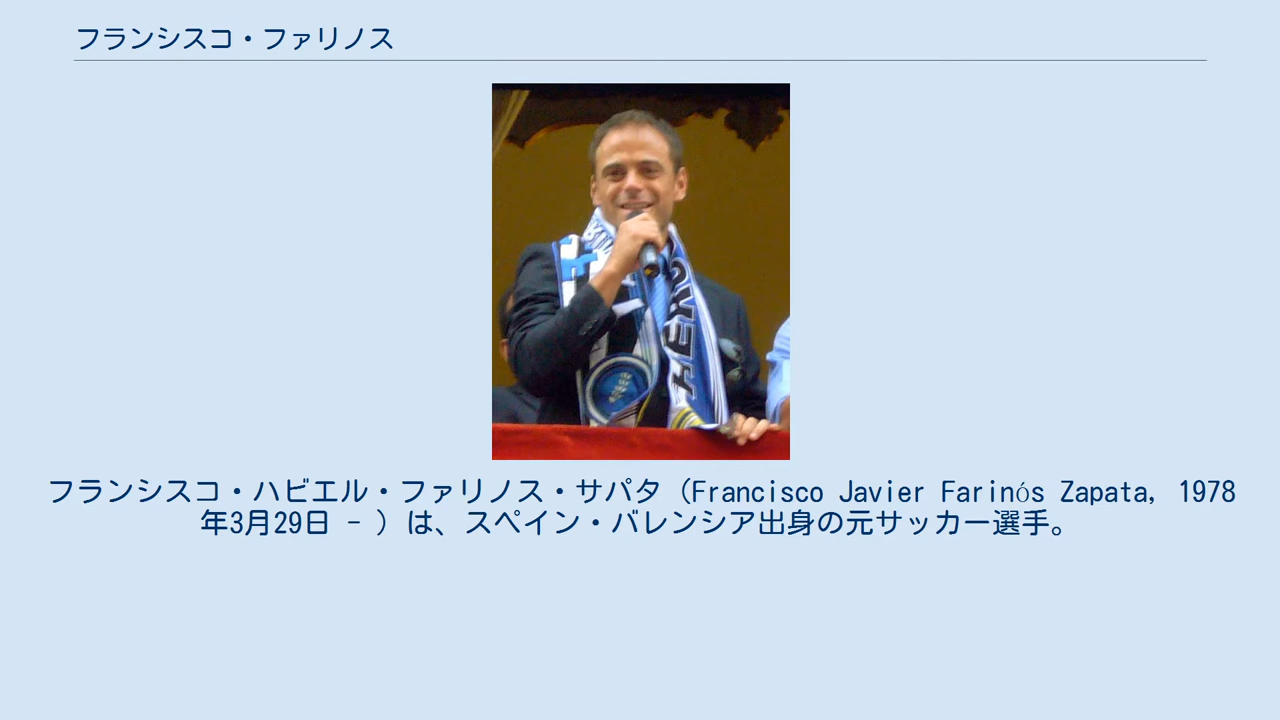 フランシスコ・ファリノス
HERC
フランシスコ・ハビエル・ファリノス・サパタ（Francisco Javier Farinós Zapata, 1978
年3月29日 - ）は、スペイン・バレンシア出身の元サッカー選手。